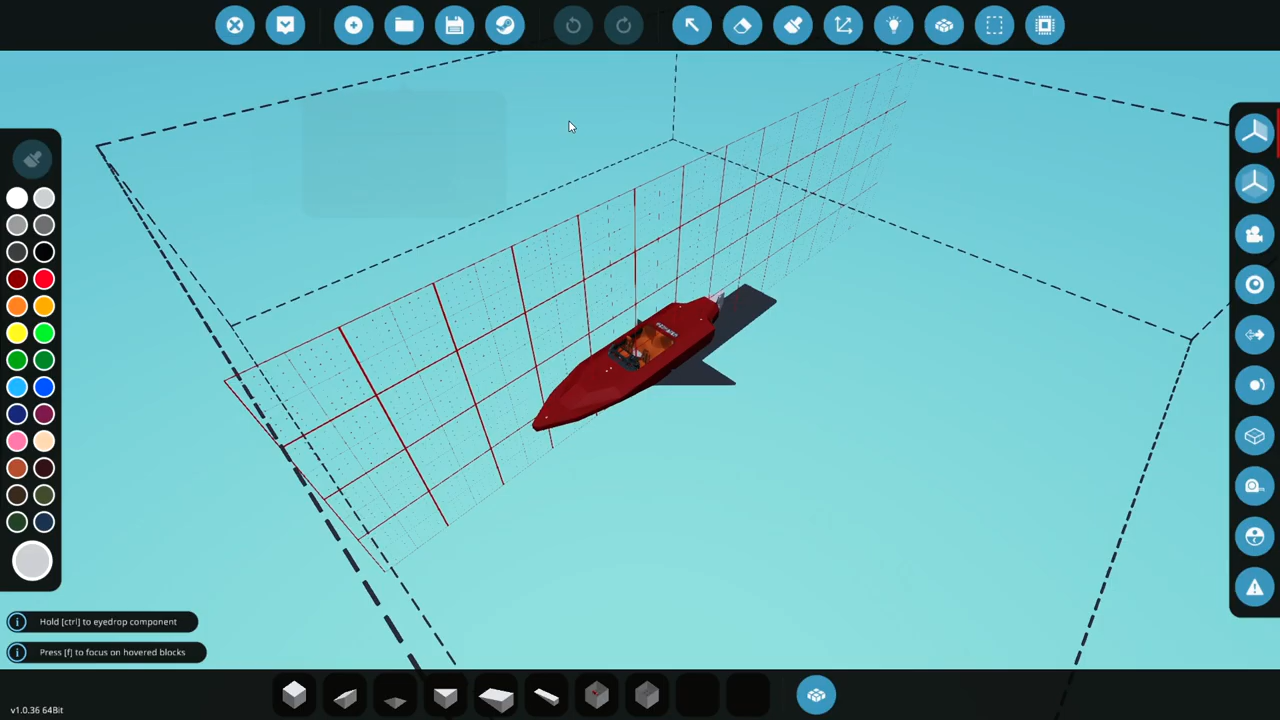 Hold [ctrl] to eyedrop component
Press [f] to focus on hovered blocks
v1.0.36 64Bit